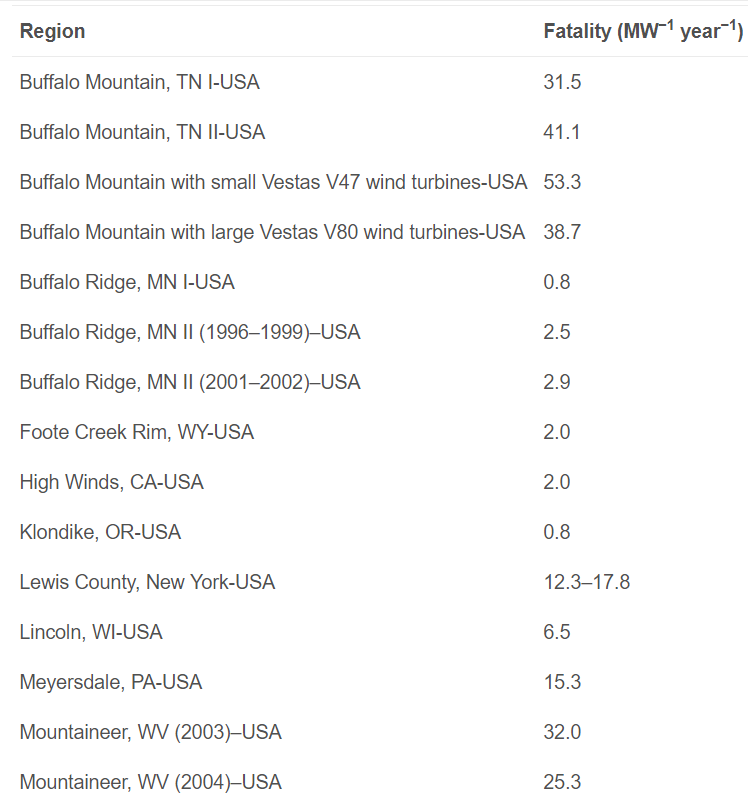 Region Fatality (MW⁻¹ year⁻¹)
Buffalo Mountain, TN I-USA 31.5
Buffalo Mountain, TN II-USA 41.1
Buffalo Mountain with small Vestas V47 wind turbines-USA 53.3
Buffalo Mountain with large Vestas V80 wind turbines-USA 38.7
Buffalo Ridge, MN I-USA 0.8
Buffalo Ridge, MN II (1996–1999)–USA 2.5
Buffalo Ridge, MN II (2001–2002)–USA 2.9
Foote Creek Rim, WY-USA 2.0
High Winds, CA-USA 2.0
Klondike, OR-USA 0.8
Lewis County, New York-USA 12.3–17.8
Lincoln, WI-USA 6.5
Meyersdale, PA-USA 15.3
Mountaineer, WV (2003)–USA 32.0
Mountaineer, WV (2004)–USA 25.3